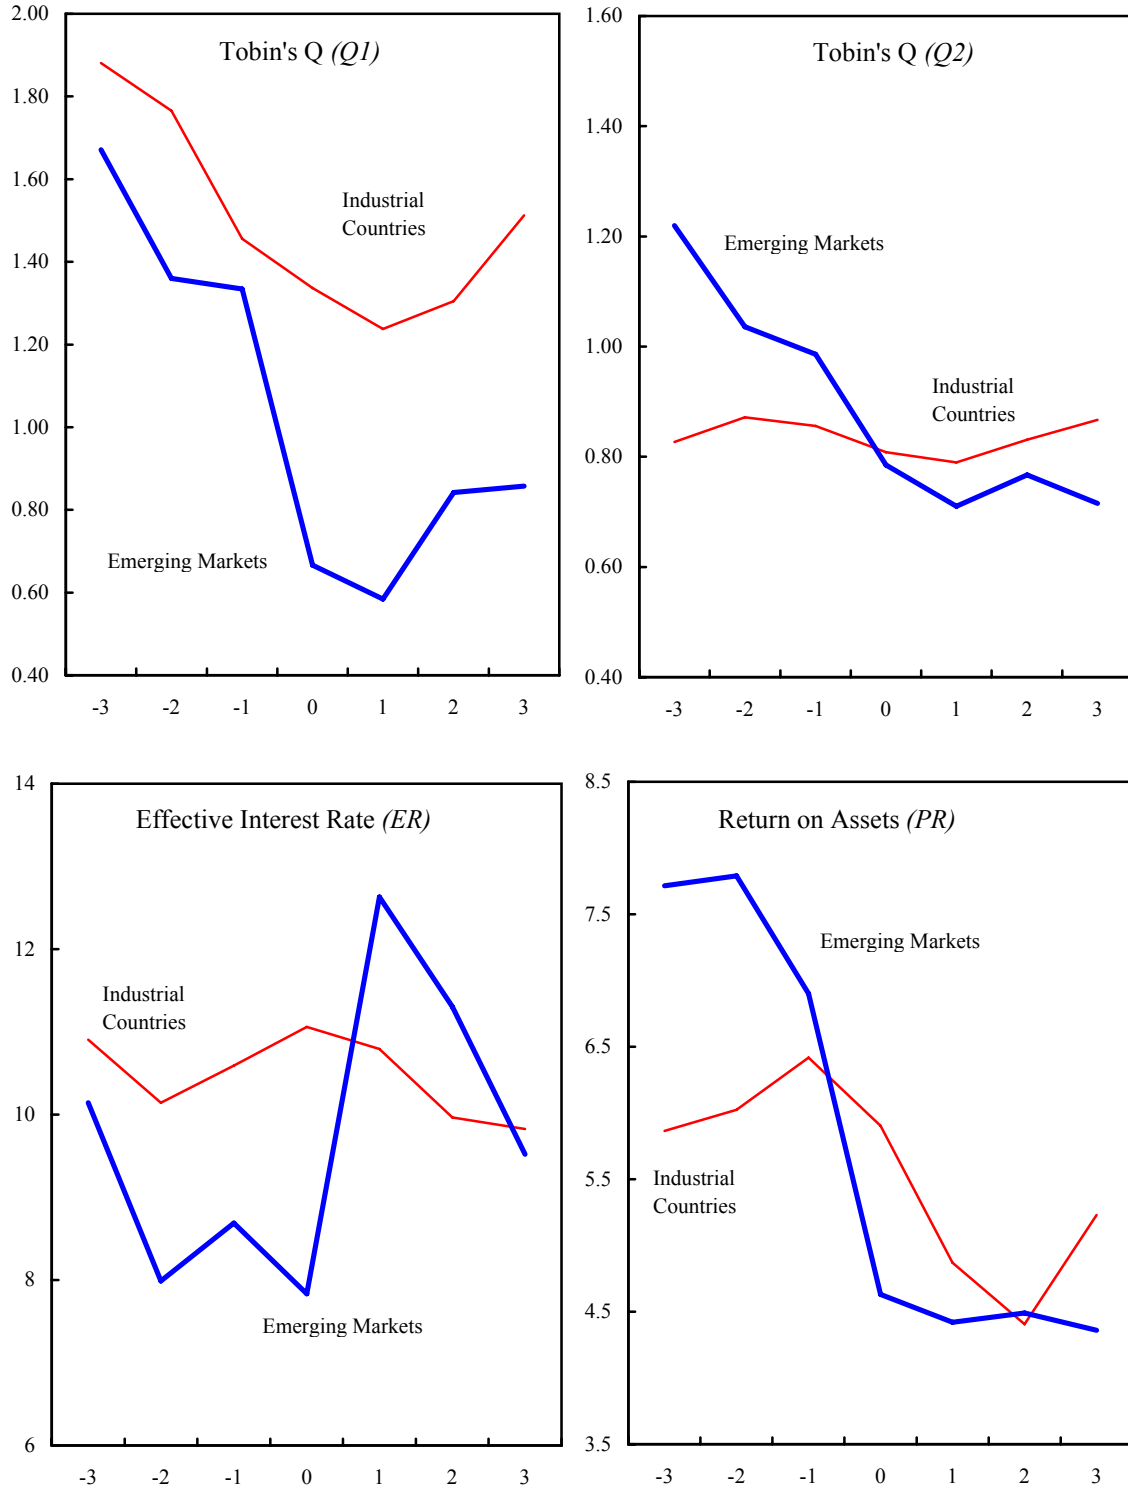 Tobin's Q (Q1)
2.00
1.80
1.60
1.40
1.20
1.00
0.80
0.60
0.40
Industrial
Countries
Emerging Markets
-3 -2 -1 0 1 2 3
Tobin's Q (Q2)
1.60
1.40
1.20
1.00
0.80
0.60
0.40
Emerging Markets
Industrial
Countries
-3 -2 -1 0 1 2 3
Effective Interest Rate (ER)
14
12
10
8
6
Industrial
Countries
Emerging Markets
-3 -2 -1 0 1 2 3
Return on Assets (PR)
8.5
7.5
6.5
5.5
4.5
3.5
Emerging Markets
Industrial
Countries
-3 -2 -1 0 1 2 3